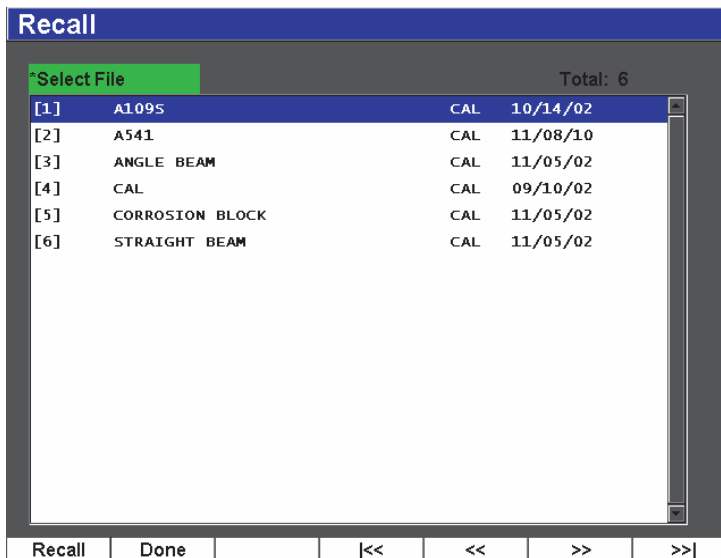 Recall
*Select File Total: 6
[1] A109S CAL 10/14/02
[2] A541 CAL 11/08/10
[3] ANGLE BEAM CAL 11/05/02
[4] CAL CAL 09/10/02
[5] CORROSION BLOCK CAL 11/05/02
[6] STRAIGHT BEAM CAL 11/05/02
Recall Done |<< << >> >>|